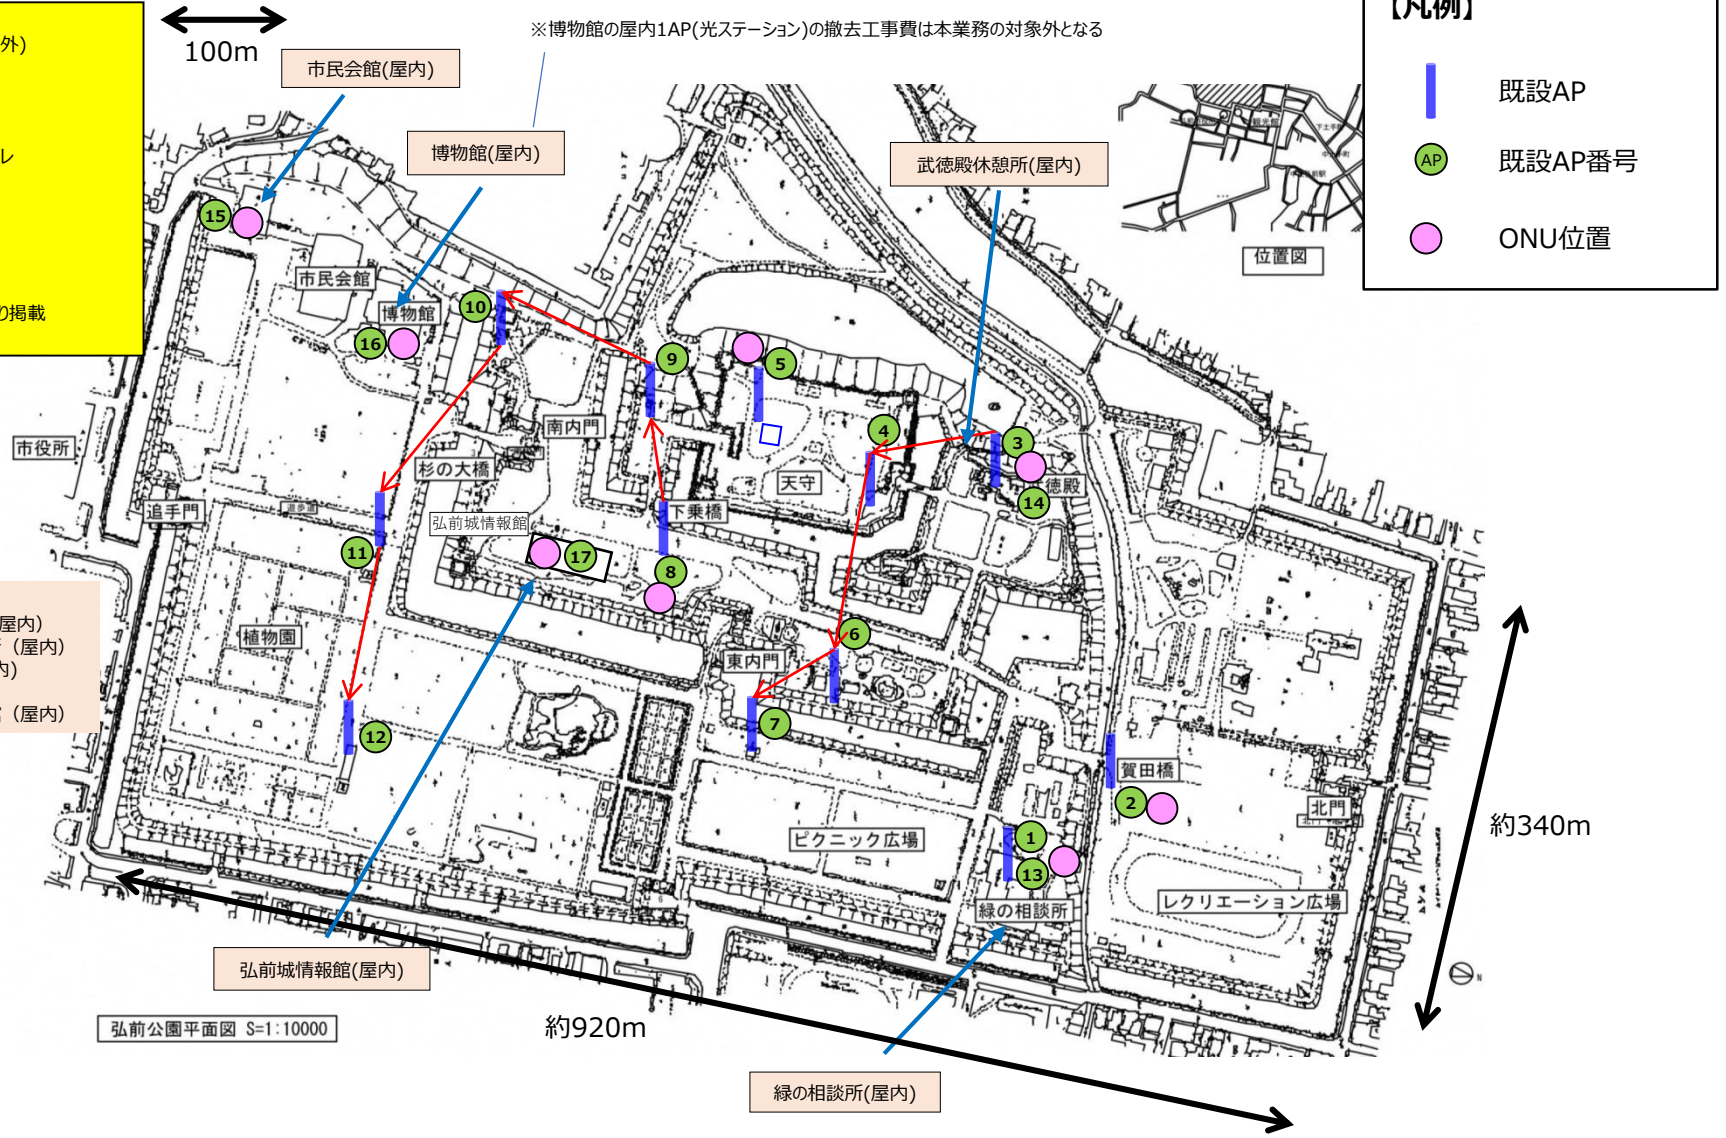 外)
レ
り掲載
100m
※博物館の屋内1AP(光ステーション)の撤去工事費は本業務の対象外となる
【凡例】
既設AP
AP
既設AP番号
ONU位置
市民会館(屋内)
博物館(屋内)
武徳殿休憩所(屋内)
位置図
15
市民会館
10
博物館
16
9
5
4
3
市役所
南内門
杉の大橋
天守
徳殿
14
追手門
弘前城情報館
下乗橋
11
17
8
屋内)
(屋内)
内)
(屋内)
植物園
6
東内門
12
7
賀田橋
2
北門
約340m
1
ピクニック広場
13
レクリエーション広場
緑の相談所
弘前城情報館(屋内)
N
弘前公園平面図 S=1:10000
約920m
緑の相談所(屋内)